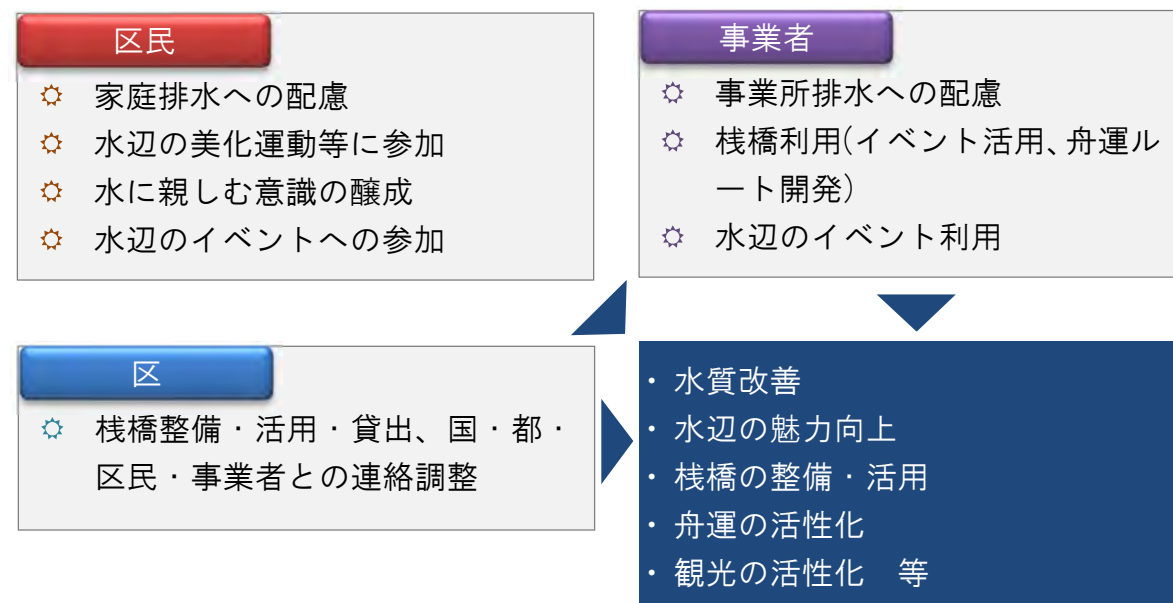 区民
家庭排水への配慮
水辺の美化運動等に参加
水に親しむ意識の醸成
水辺のイベントへの参加
事業者
事業所排水への配慮
桟橋利用(イベント活用、舟運ル
ート開発)
水辺のイベント利用
区
桟橋整備・活用・貸出、国・都・
区民・事業者との連絡調整
・ 水質改善
・ 水辺の魅力向上
・ 桟橋の整備・活用
・ 舟運の活性化
・ 観光の活性化　等